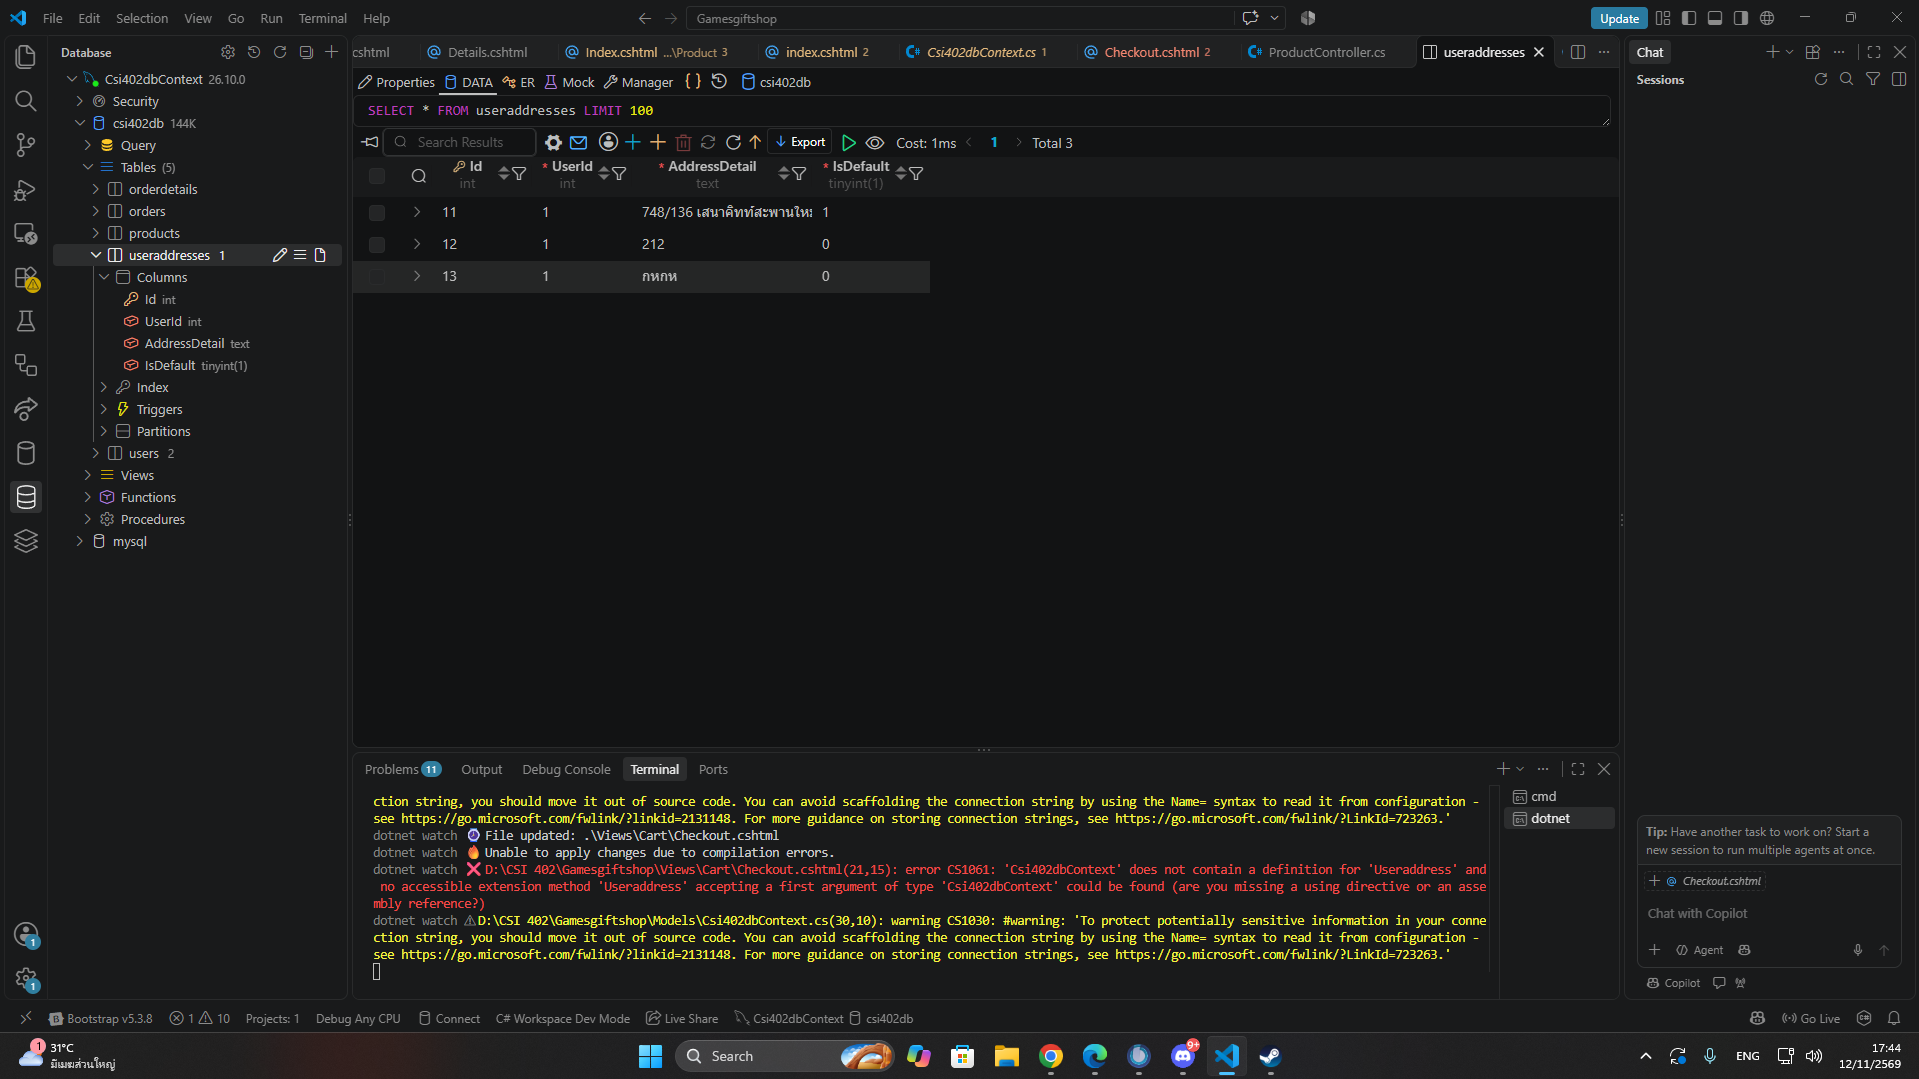 File Edit Selection View Go Run Terminal Help
Gamesgiftshop
Update
Database
Csi402dbContext 26.10.0
Security
csi402db 144K
Query
Tables (5)
orderdetails
orders
products
useraddresses 1
Columns
Id int
UserId int
AddressDetail text
IsDefault tinyint(1)
Index
Triggers
Partitions
users 2
Views
Functions
Procedures
mysql
cshtml Details.cshtml Index.cshtml ...\Product 3 index.cshtml 2 Csi402dbContext.cs 1 Checkout.cshtml 2 ProductController.cs useraddresses
Properties DATA ER Mock Manager { } csi402db
SELECT * FROM useraddresses LIMIT 100
Search Results Export Cost: 1ms 1 Total 3
Id * UserId * AddressDetail * IsDefault
int int text tinyint(1)
11 1 748/136 เสนาคิทท์สะพานให 1
12 1 212 0
13 1 กหกห 0
Problems 11 Output Debug Console Terminal Ports
ction string, you should move it out of source code. You can avoid scaffolding the connection string by using the Name= syntax to read it from configuration -
see https://go.microsoft.com/fwlink/?linkid=2131148. For more guidance on storing connection strings, see https://go.microsoft.com/fwlink/?LinkId=723263.'
dotnet watch ⌚ File updated: .\Views\Cart\Checkout.cshtml
dotnet watch 🔥 Unable to apply changes due to compilation errors.
dotnet watch ❌ D:\CSI 402\Gamesgiftshop\Views\Cart\Checkout.cshtml(21,15): error CS1061: 'Csi402dbContext' does not contain a definition for 'Useraddress' and
no accessible extension method 'Useraddress' accepting a first argument of type 'Csi402dbContext' could be found (are you missing a using directive or an asse
mbly reference?)
dotnet watch ⚠ D:\CSI 402\Gamesgiftshop\Models\Csi402dbContext.cs(30,10): warning CS1030: #warning: 'To protect potentially sensitive information in your conne
ction string, you should move it out of source code. You can avoid scaffolding the connection string by using the Name= syntax to read it from configuration -
see https://go.microsoft.com/fwlink/?linkid=2131148. For more guidance on storing connection strings, see https://go.microsoft.com/fwlink/?LinkId=723263.'
cmd
dotnet
Chat
Sessions
Tip: Have another task to work on? Start a
new session to run multiple agents at once.
Checkout.cshtml
Chat with Copilot
Agent
Copilot
1
1
Bootstrap v5.3.8 1 10 Projects: 1 Debug Any CPU Connect C# Workspace Dev Mode Live Share Csi402dbContext csi402db Go Live
1
31°C
มีเมฆส่วนใหญ่
Search
9+
ENG
17:44
12/11/2569